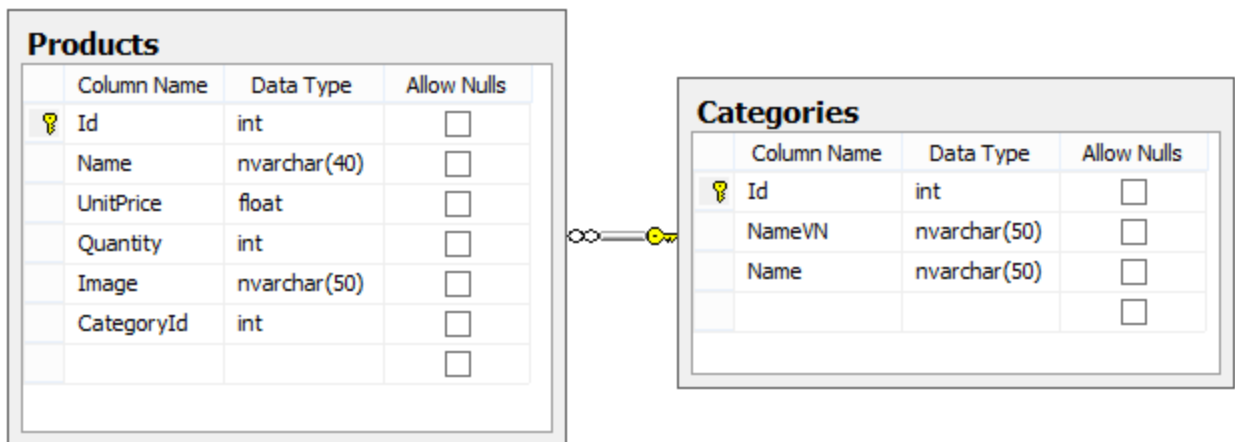 Products
Column Name Data Type Allow Nulls
Id int
Name nvarchar(40)
UnitPrice float
Quantity int
Image nvarchar(50)
CategoryId int
Categories
Column Name Data Type Allow Nulls
Id int
NameVN nvarchar(50)
Name nvarchar(50)